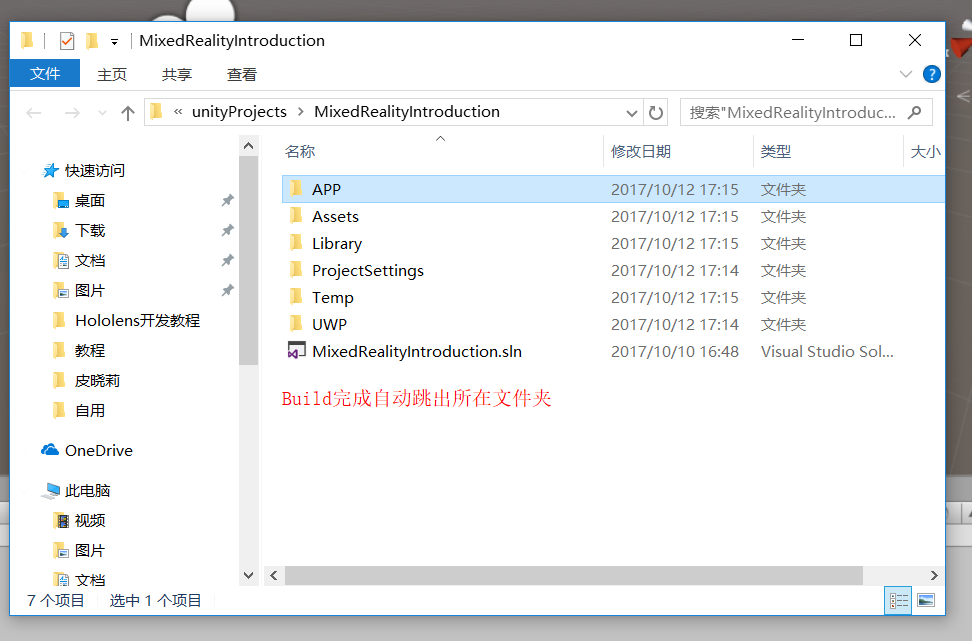 MixedRealityIntroduction
文件 主页 共享 查看
« unityProjects › MixedRealityIntroduction 搜索"MixedRealityIntroduc...
名称 修改日期 类型 大小
快速访问
桌面
下载
文档
图片
Hololens开发教程
教程
皮晓莉
自用
OneDrive
此电脑
视频
图片
文档
APP 2017/10/12 17:15 文件夹
Assets 2017/10/12 17:15 文件夹
Library 2017/10/12 17:15 文件夹
ProjectSettings 2017/10/12 17:14 文件夹
Temp 2017/10/12 17:15 文件夹
UWP 2017/10/12 17:14 文件夹
MixedRealityIntroduction.sln 2017/10/10 16:48 Visual Studio Sol...
Build完成自动跳出所在文件夹
7 个项目 选中 1 个项目